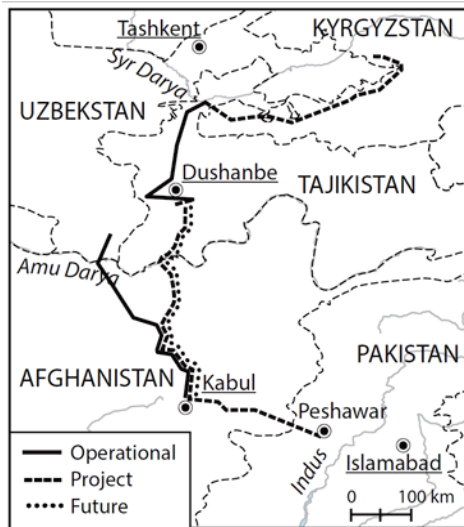 KYRGYZSTAN
Tashkent
Syr Darya
UZBEKSTAN
Dushanbe
TAJIKISTAN
Amu Darya
PAKISTAN
AFGHANISTAN
Kabul
Peshawar
Indus
Islamabad
Operational
Project
Future
0 100 km